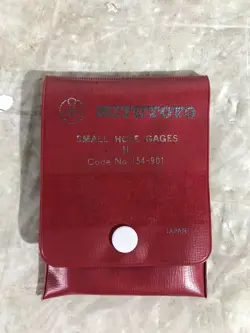 MITUTOYO
SMALL HOLE GAGES
Code No. 154-901
JAPAN